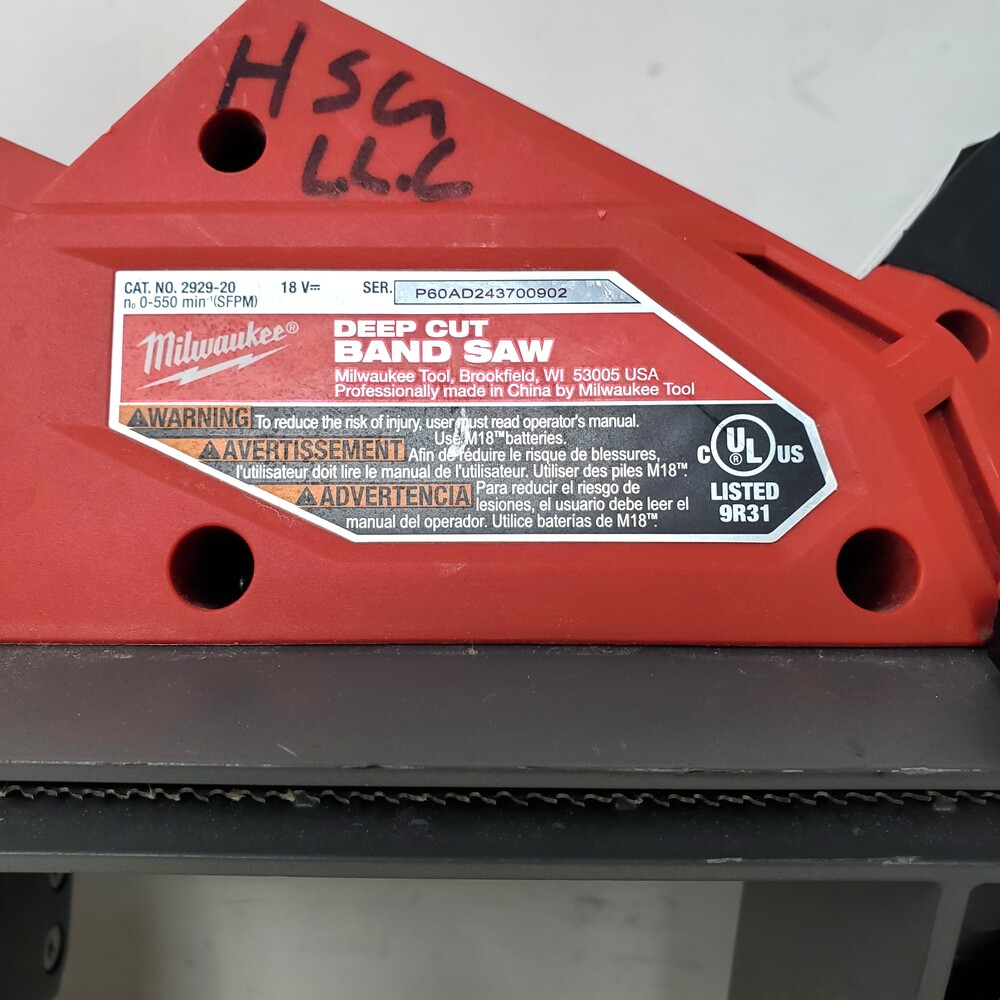 HSG
L.L.C
CAT. NO. 2929-20 18 V⎓ SER. P60AD243700902
n₀ 0-550 min⁻¹(SFPM)
Milwaukee®
DEEP CUT
BAND SAW
Milwaukee Tool, Brookfield, WI 53005 USA
Professionally made in China by Milwaukee Tool
⚠WARNING To reduce the risk of injury, user must read operator's manual.
Use M18™ batteries.
⚠AVERTISSEMENT Afin de réduire le risque de blessures,
l'utilisateur doit lire le manuel de l'utilisateur. Utiliser des piles M18™.
⚠ADVERTENCIA Para reducir el riesgo de
lesiones, el usuario debe leer el
manual del operador. Utilice baterías de M18™.
C UL® US
LISTED
9R31